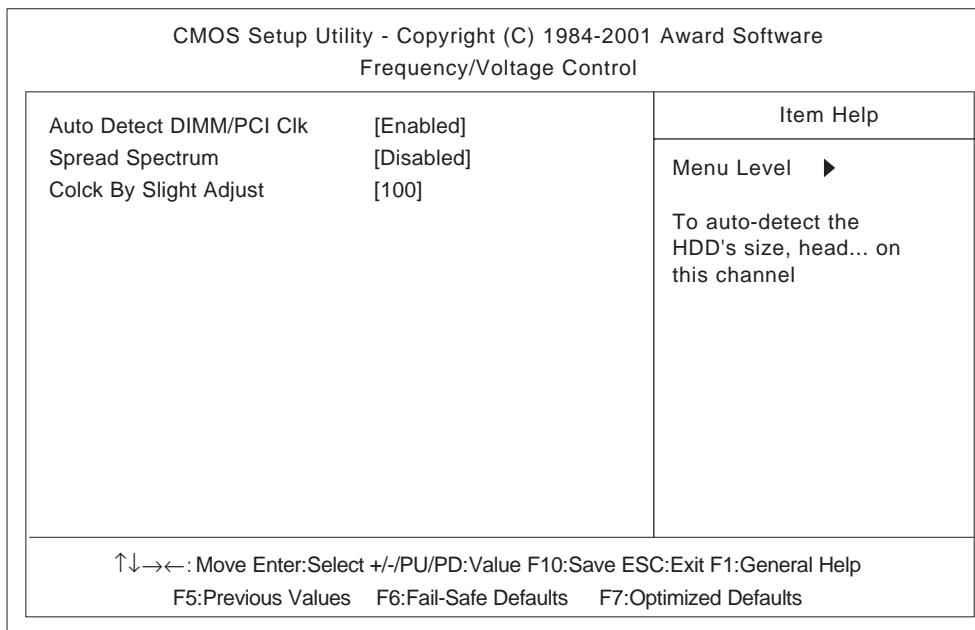 CMOS Setup Utility - Copyright (C) 1984-2001 Award Software
Frequency/Voltage Control
Auto Detect DIMM/PCI Clk [Enabled]
Spread Spectrum [Disabled]
Colck By Slight Adjust [100]
Item Help
Menu Level ▶
To auto-detect the
HDD's size, head... on
this channel
↑↓→←: Move Enter:Select +/-/PU/PD:Value F10:Save ESC:Exit F1:General Help
F5:Previous Values F6:Fail-Safe Defaults F7:Optimized Defaults